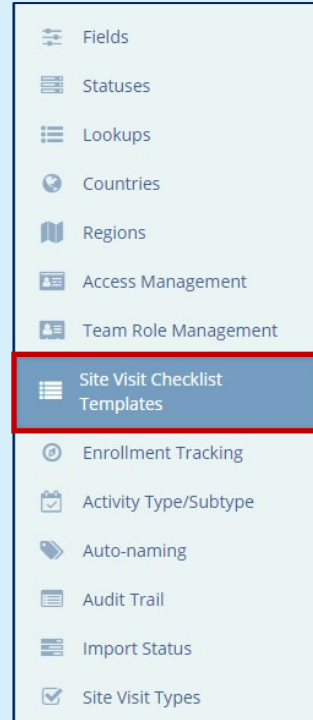 Fields
Statuses
Lookups
Countries
Regions
Access Management
Team Role Management
Site Visit Checklist
Templates
Enrollment Tracking
Activity Type/Subtype
Auto-naming
Audit Trail
Import Status
Site Visit Types